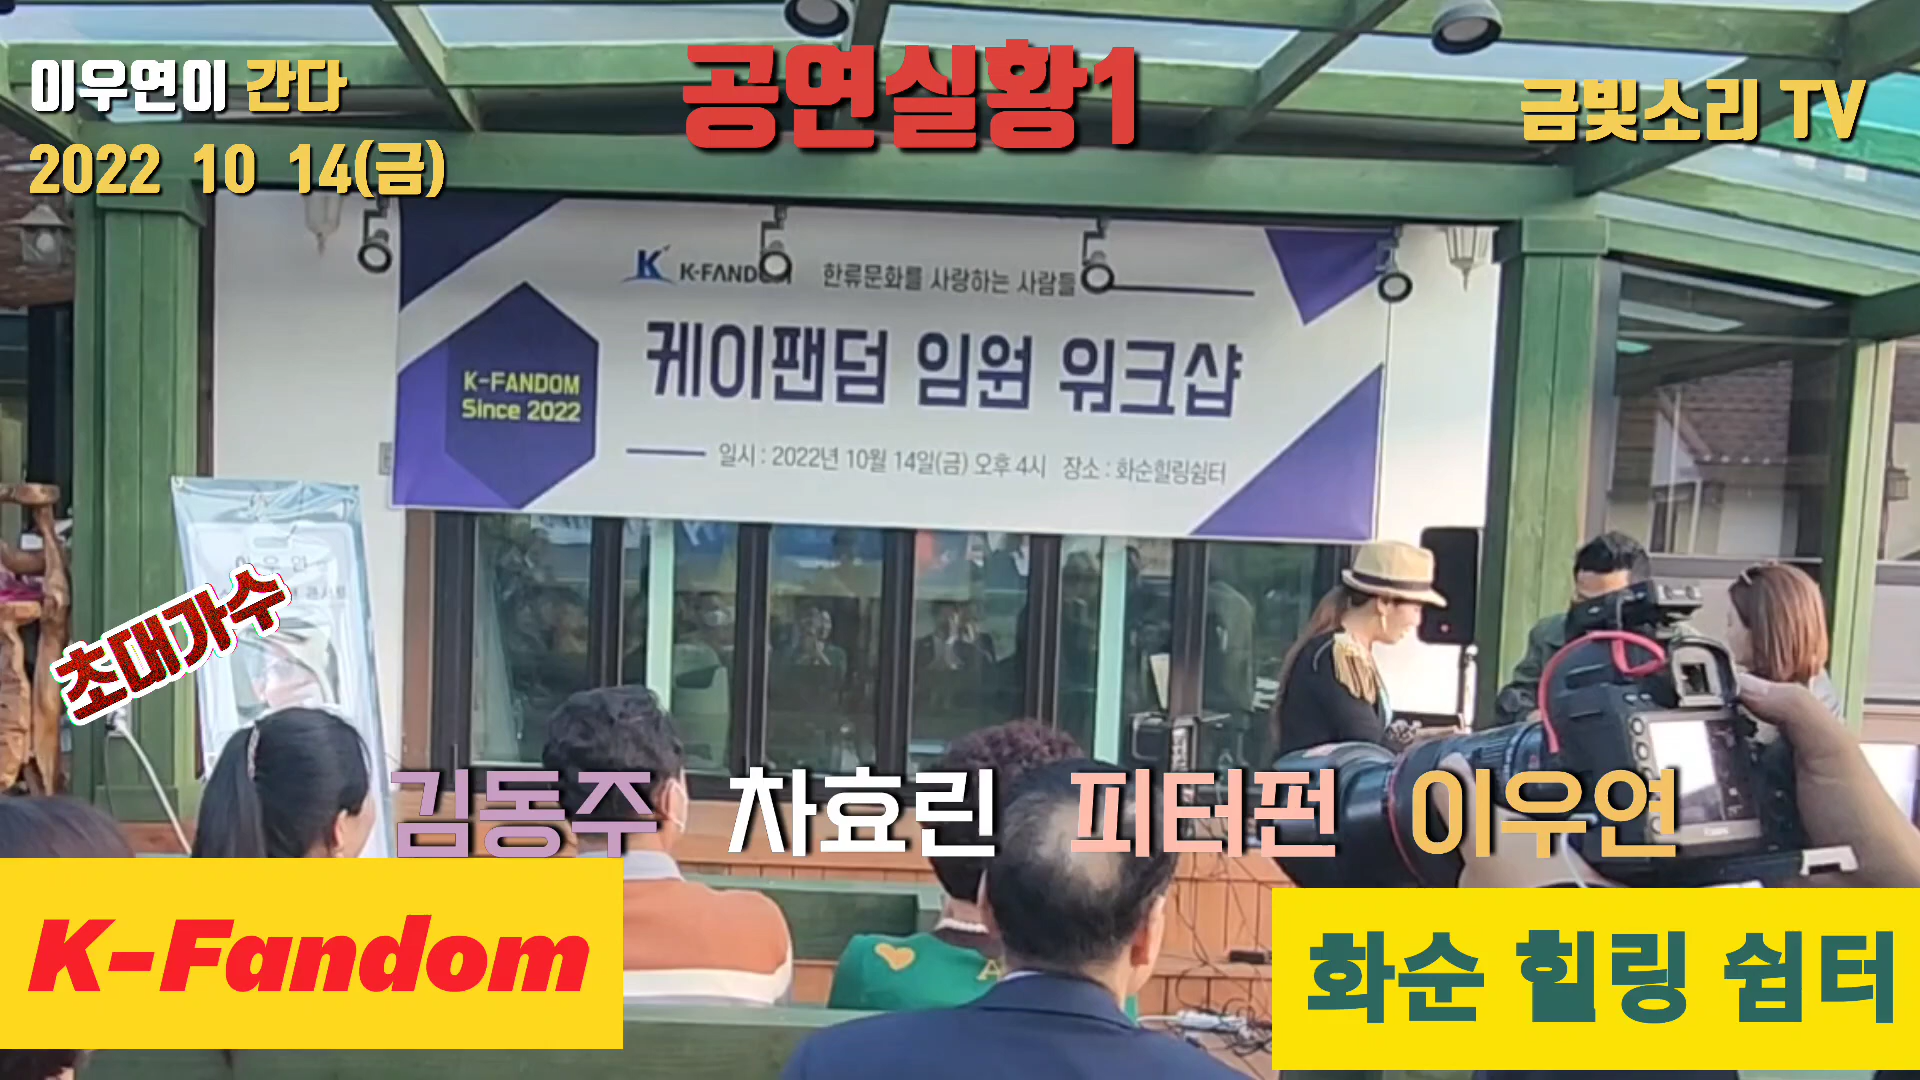 이우연이 간다
2022 10 14(금)
공연실황1
금빛소리 TV
K K-FANDOM 한류문화를 사랑하는 사람들
케이팬덤 임원 워크샵
K-FANDOM
Since 2022
일시 : 2022년 10월 14일(금) 오후 4시 장소 : 화순힐링쉼터
초대가수
김동주 차효린 피터펀 이우연
K-Fandom
화순 힐링 쉼터